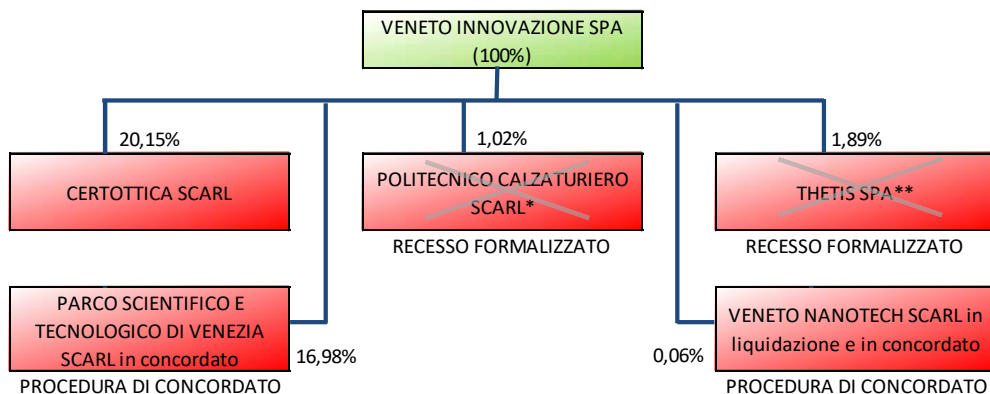 VENETO INNOVAZIONE SPA
(100%)
20,15%
1,02%
1,89%
CERTOTTICA SCARL
POLITECNICO CALZATURIERO
SCARL*
THETIS SPA**
RECESSO FORMALIZZATO
RECESSO FORMALIZZATO
PARCO SCIENTIFICO E
TECNOLOGICO DI VENEZIA
SCARL in concordato
16,98%
0,06%
VENETO NANOTECH SCARL in
liquidazione e in concordato
PROCEDURA DI CONCORDATO
PROCEDURA DI CONCORDATO